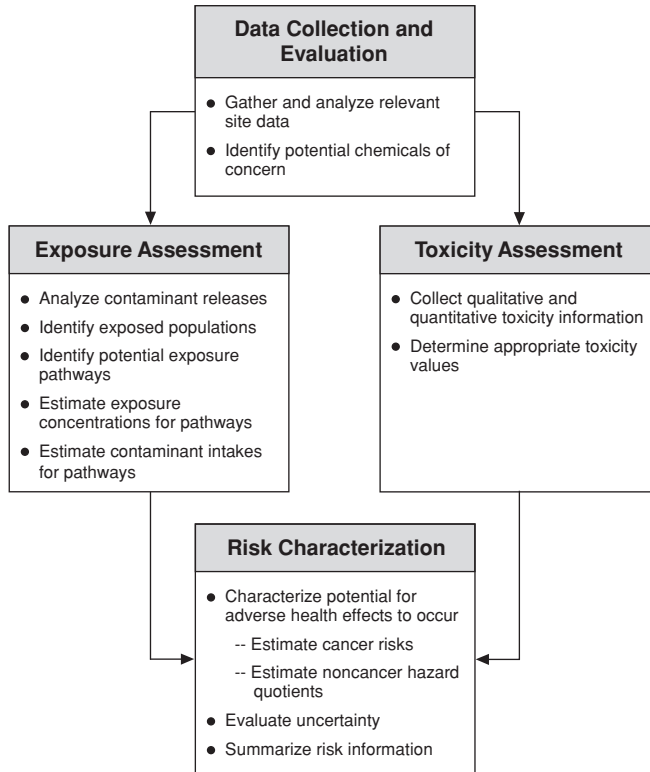 Data Collection and
Evaluation
● Gather and analyze relevant
site data
● Identify potential chemicals of
concern
Exposure Assessment
● Analyze contaminant releases
● Identify exposed populations
● Identify potential exposure
pathways
● Estimate exposure
concentrations for pathways
● Estimate contaminant intakes
for pathways
Toxicity Assessment
● Collect qualitative and
quantitative toxicity information
● Determine appropriate toxicity
values
Risk Characterization
● Characterize potential for
adverse health effects to occur
-- Estimate cancer risks
-- Estimate noncancer hazard
quotients
● Evaluate uncertainty
● Summarize risk information